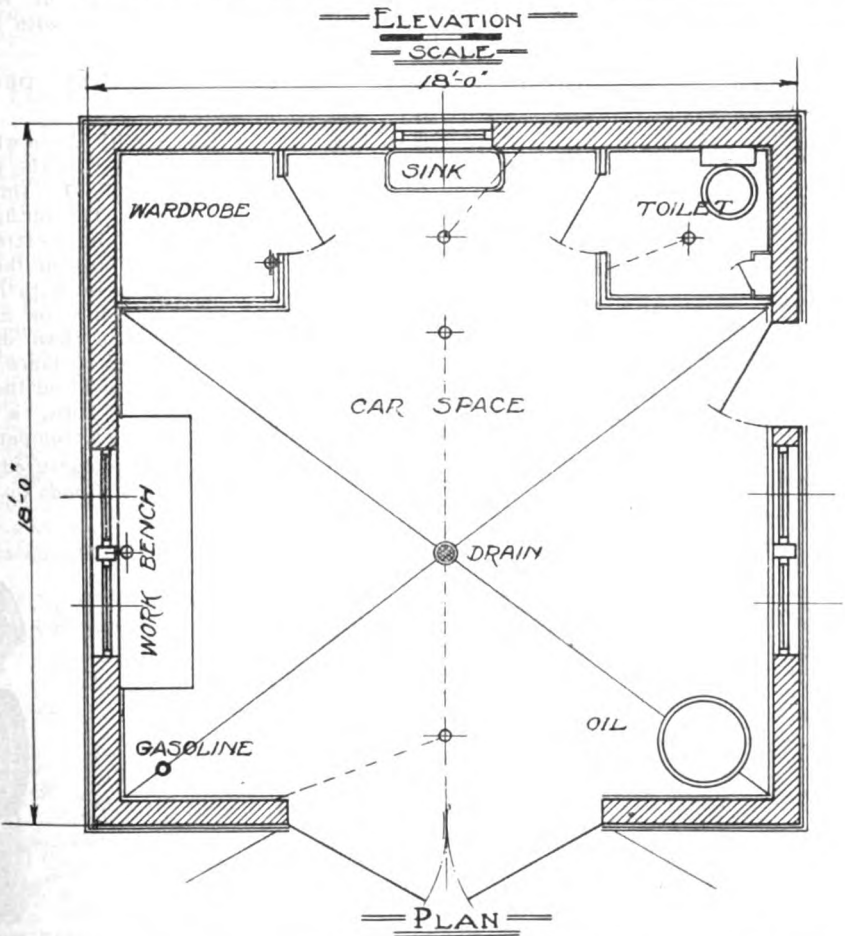 ELEVATION
SCALE
18'-0"
SINK
WARDROBE
TOILET
CAR SPACE
18'-0"
WORK BENCH
DRAIN
GASOLINE
OIL
PLAN